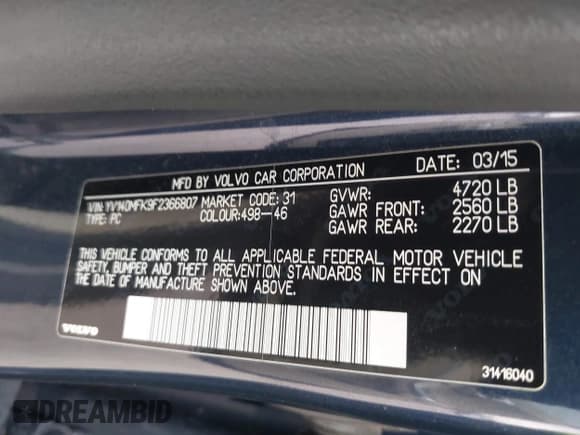 MFD BY VOLVO CAR CORPORATION DATE: 03/15
VIN: YV140MFK9F2366807 MARKET CODE: 31 GVWR: 4720 LB
TYPE: PC COLOUR: 498-46 GAWR FRONT: 2560 LB
GAWR REAR: 2270 LB
THIS VEHICLE CONFORMS TO ALL APPLICABLE FEDERAL MOTOR VEHICLE
SAFETY, BUMPER AND THEFT PREVENTION STANDARDS IN EFFECT ON
THE DATE OF MANUFACTURE SHOWN ABOVE.
VOLVO
31416040
DREAMBID